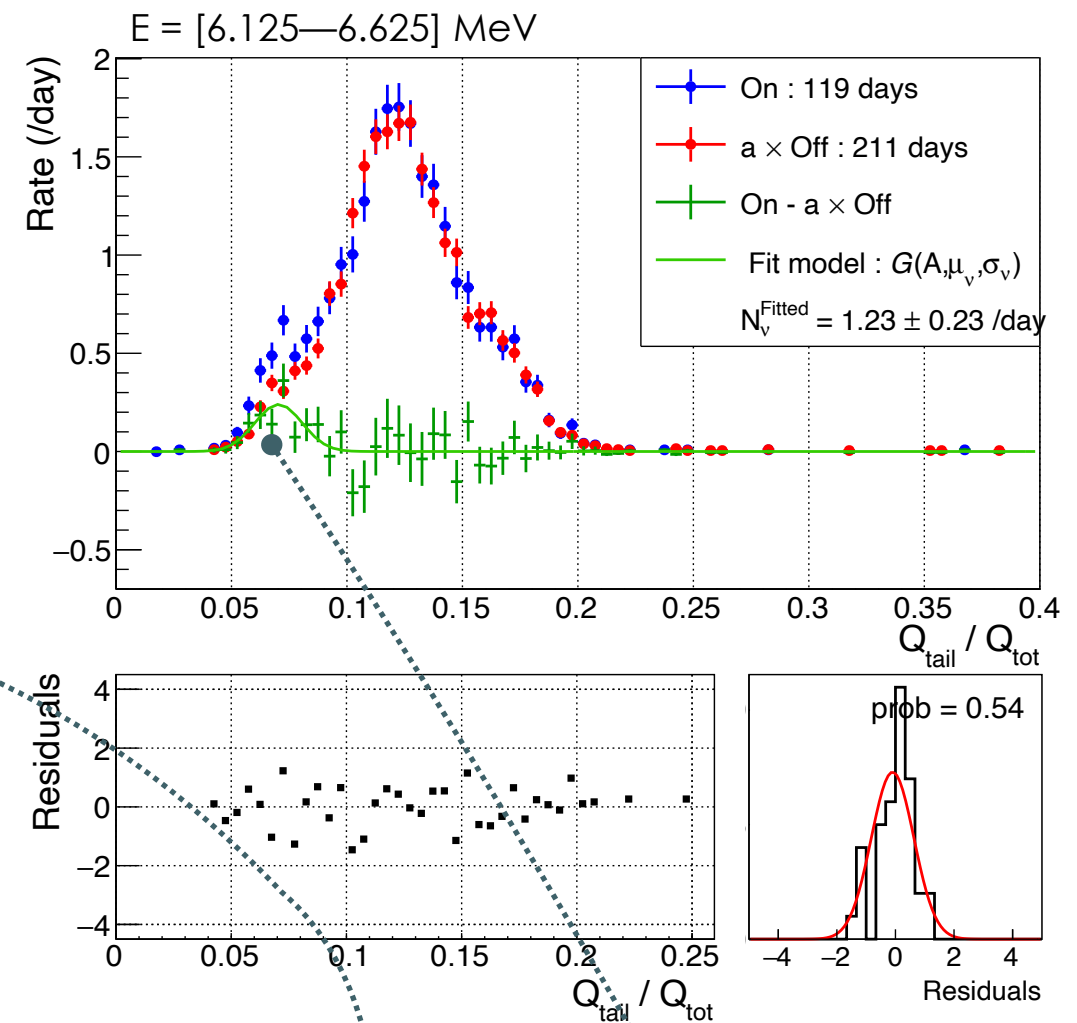 E = [6.125—6.625] MeV
Rate (/day)
2
1.5
1
0.5
0
−0.5
On : 119 days
a × Off : 211 days
On - a × Off
Fit model : G(A,μν,σν)
NνFitted = 1.23 ± 0.23 /day
0 0.05 0.1 0.15 0.2 0.25 0.3 0.35 0.4
Qtail / Qtot
Residuals
4
2
0
−2
−4
0 0.05 0.1 0.15 0.2 0.25
Qtail / Qtot
prob = 0.54
−4 −2 0 2 4
Residuals